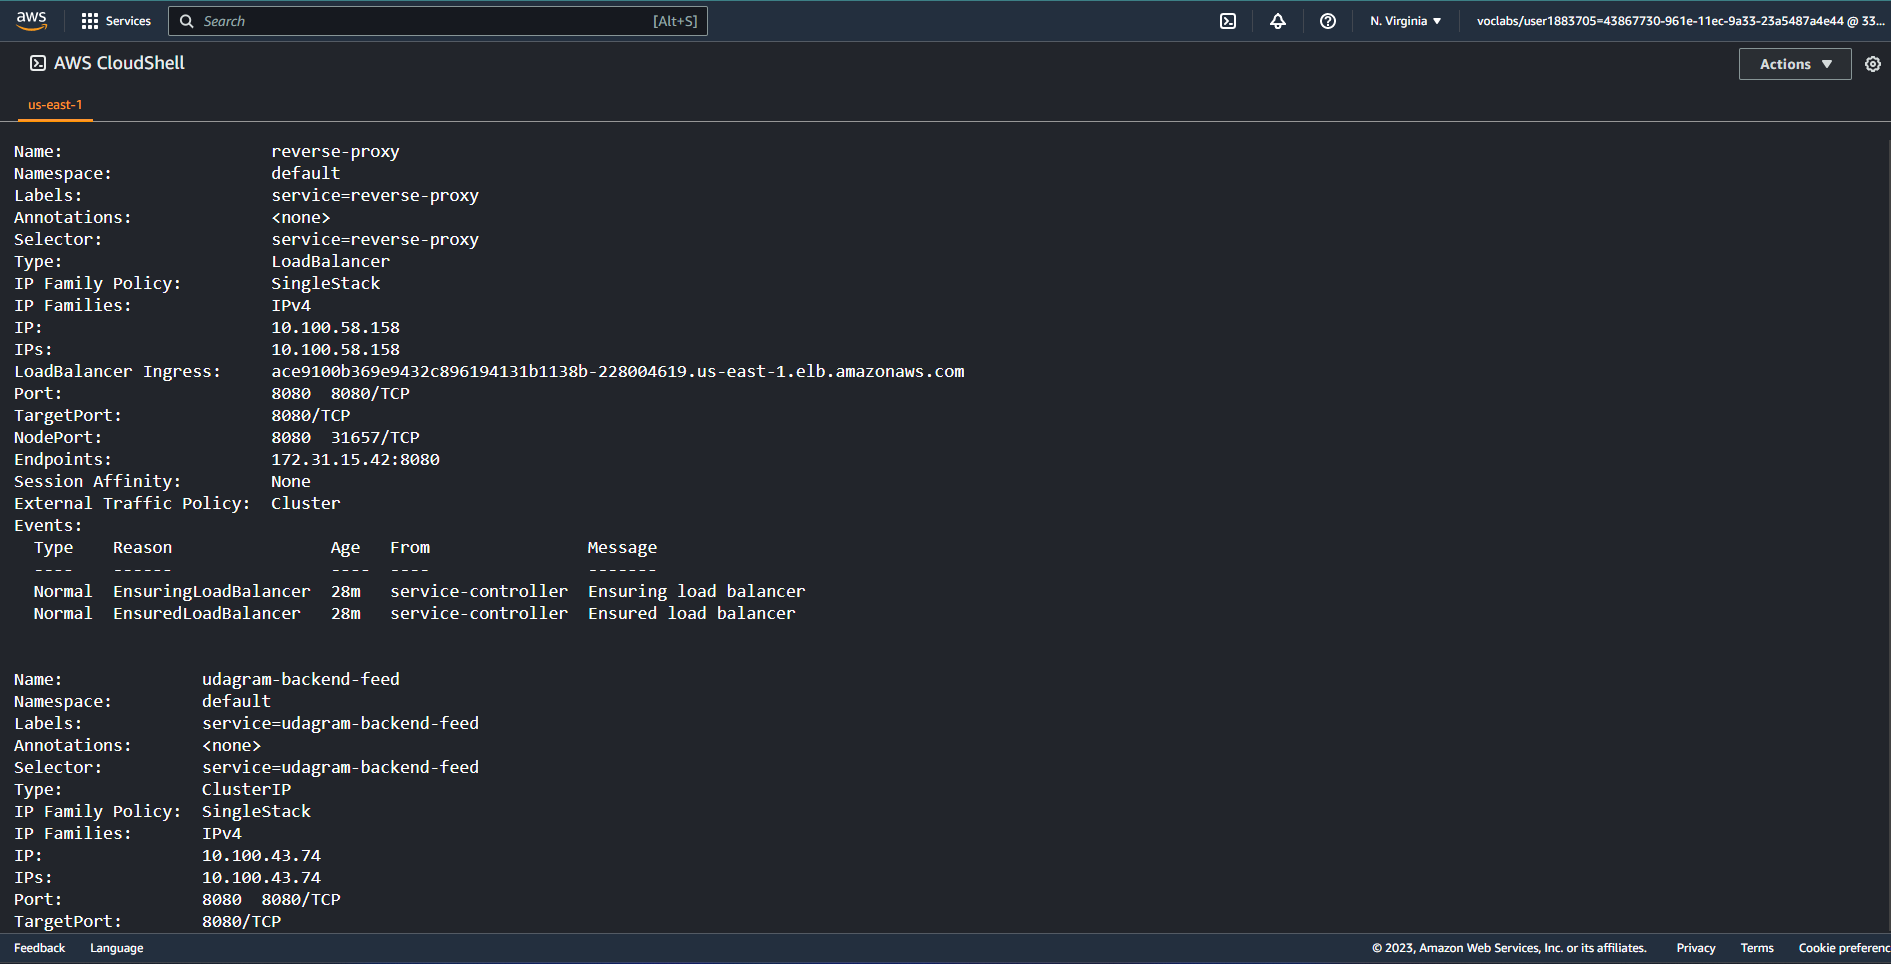 aws Services Search [Alt+S] N. Virginia ▼ voclabs/user1883705=43867730-961e-11ec-9a33-23a5487a4e44 @ 33...
AWS CloudShell Actions ▼
us-east-1
Name: reverse-proxy
Namespace: default
Labels: service=reverse-proxy
Annotations: <none>
Selector: service=reverse-proxy
Type: LoadBalancer
IP Family Policy: SingleStack
IP Families: IPv4
IP: 10.100.58.158
IPs: 10.100.58.158
LoadBalancer Ingress: ace9100b369e9432c896194131b1138b-228004619.us-east-1.elb.amazonaws.com
Port: 8080 8080/TCP
TargetPort: 8080/TCP
NodePort: 8080 31657/TCP
Endpoints: 172.31.15.42:8080
Session Affinity: None
External Traffic Policy: Cluster
Events:
Type Reason Age From Message
---- ------ ---- ---- -------
Normal EnsuringLoadBalancer 28m service-controller Ensuring load balancer
Normal EnsuredLoadBalancer 28m service-controller Ensured load balancer
Name: udagram-backend-feed
Namespace: default
Labels: service=udagram-backend-feed
Annotations: <none>
Selector: service=udagram-backend-feed
Type: ClusterIP
IP Family Policy: SingleStack
IP Families: IPv4
IP: 10.100.43.74
IPs: 10.100.43.74
Port: 8080 8080/TCP
TargetPort: 8080/TCP
Feedback Language © 2023, Amazon Web Services, Inc. or its affiliates. Privacy Terms Cookie preferenc